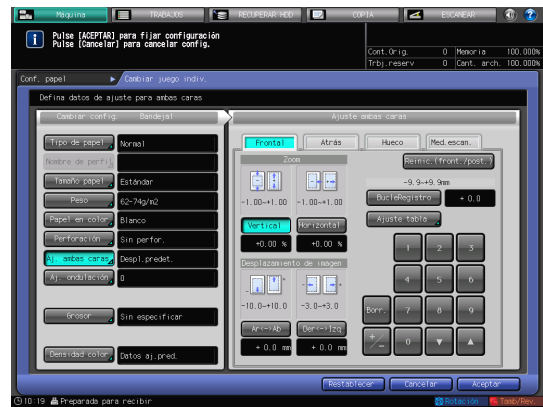 Máquina TRABAJOS RECUPERAR HDD COPIA ESCANEAR
Pulse [ACEPTAR] para fijar configuración
Pulse [Cancelar] para cancelar config.
Cont.Orig. 0 Memoria 100.000%
Trbj.reserv 0 Cant. arch. 100.000%
Conf. papel Cambiar juego indiv.
Defina datos de ajuste para ambas caras
Cambiar config. Bandeja1
Ajuste ambas caras
Tipo de papel Normal
Nombre de perfil
Tamaño papel Estándar
Peso 62-74g/m2
Papel en color Blanco
Perforación Sin perfor.
Aj. ambas caras Despl.predet.
Aj. ondulación 0
Grosor Sin especificar
Densidad color Datos aj.pred.
Frontal Atrás Hueco Med.escan.
Zoom
-1.00~+1.00 -1.00~+1.00
Vertical Horizontal
+0.00 % +0.00 %
Desplazamiento de imagen
-10.0~+10.0 -3.0~+3.0
Ar<->Ab Der<->Izq
+ 0.0 mm + 0.0 mm
Reinic.(front./post.)
-9.9~+9.9mm
BucleRegistro + 0.0
Ajuste tabla
1 2 3
4 5 6
Borr. 7 8 9
+/- 0 ▼ ▲
Restablecer Cancelar Aceptar
10:19 Preparada para recibir
Rotación Tamb/Rev.